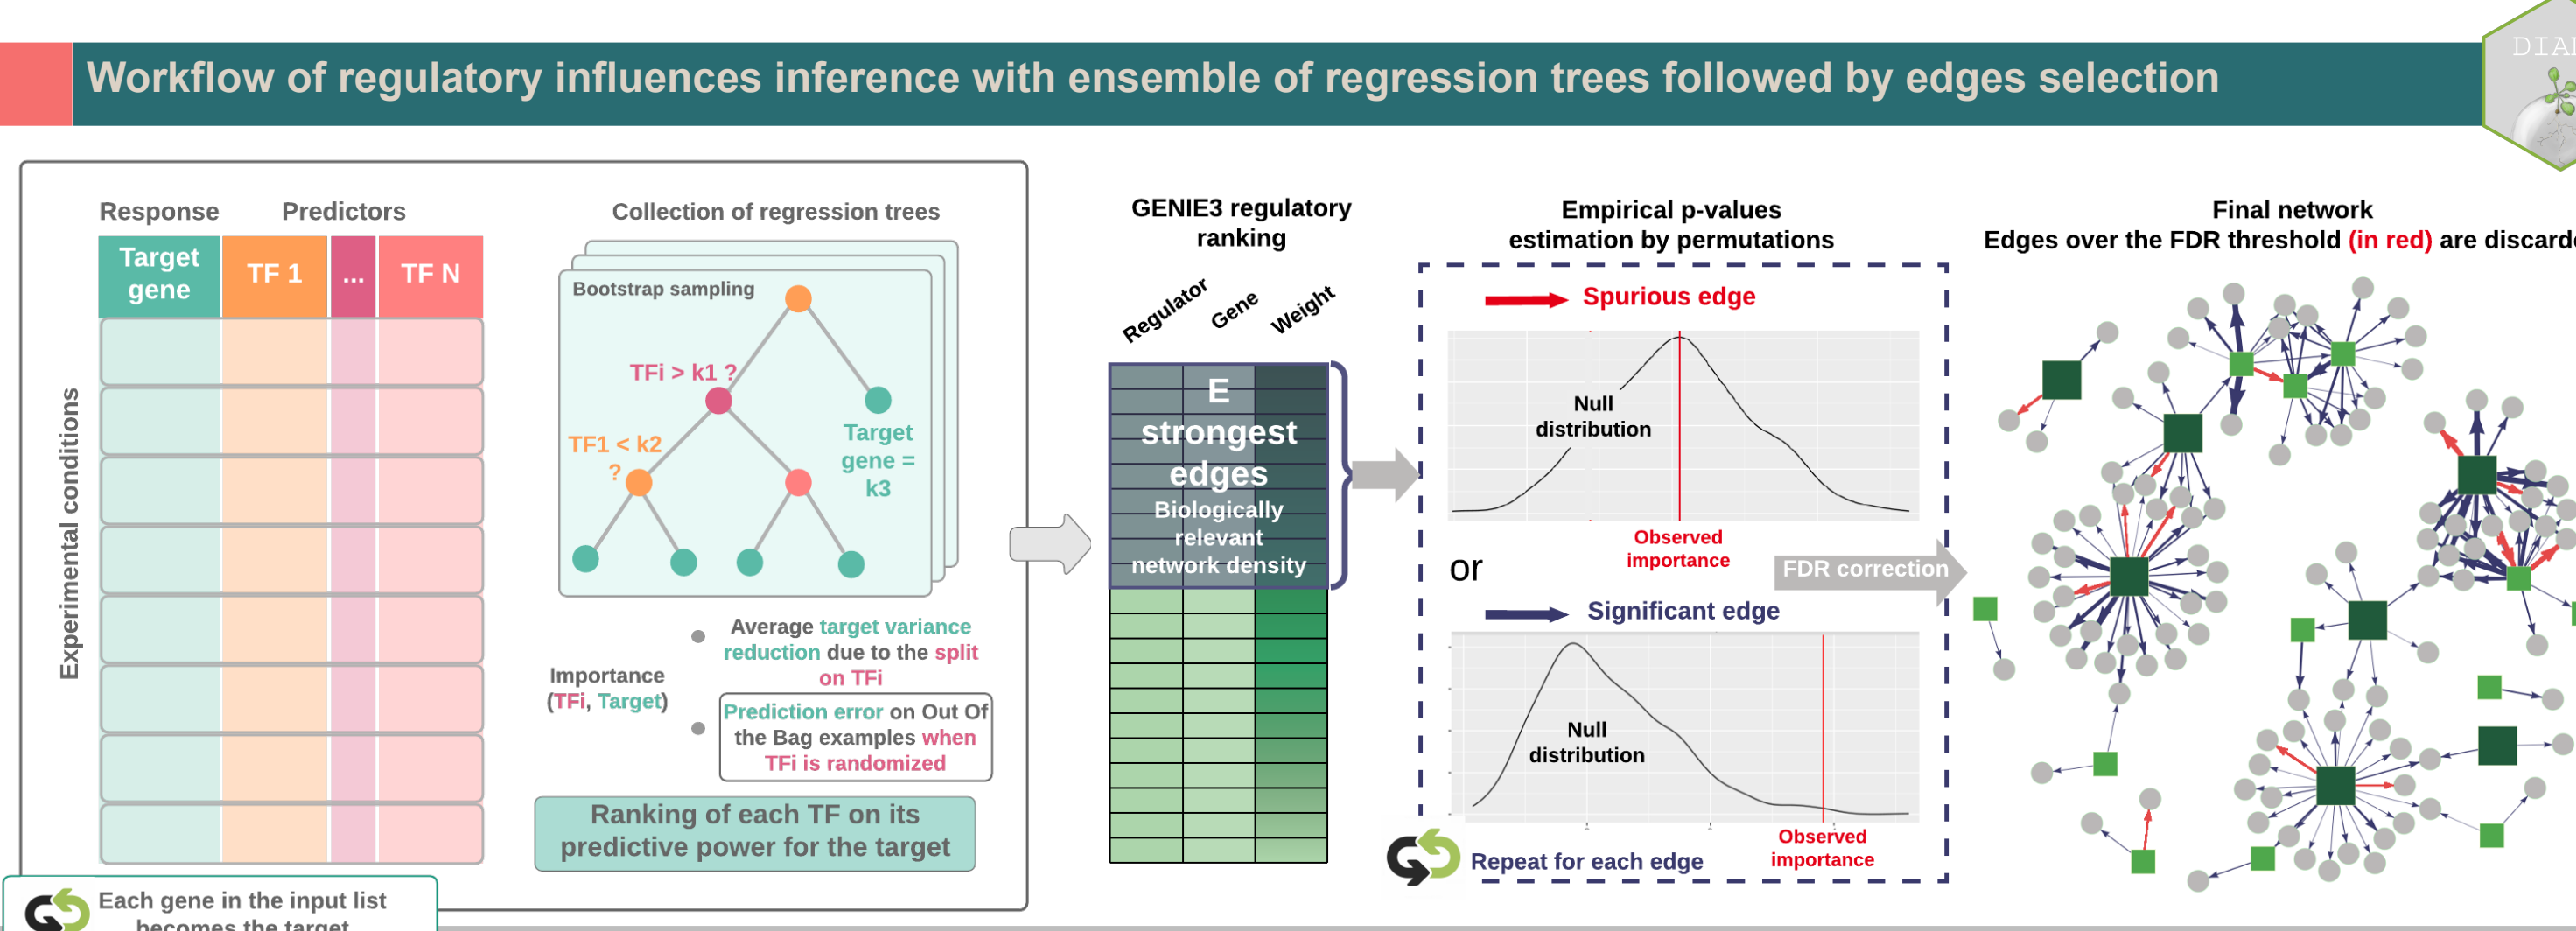 Workflow of regulatory influences inference with ensemble of regression trees followed by edges selection
Response
Predictors
Target
gene
TF 1
...
TF N
Experimental conditions
Collection of regression trees
Bootstrap sampling
TFi > k1 ?
TF1 < k2
?
Target
gene =
k3
Importance
(TFi, Target)
Average target variance
reduction due to the split
on TFi
Prediction error on Out Of
the Bag examples when
TFi is randomized
Ranking of each TF on its
predictive power for the target
Each gene in the input list
becomes the target
GENIE3 regulatory
ranking
Regulator
Gene
Weight
E
strongest
edges
Biologically
relevant
network density
Empirical p-values
estimation by permutations
Spurious edge
Null
distribution
Observed
importance
or
Significant edge
Null
distribution
Observed
importance
Repeat for each edge
FDR correction
Final network
Edges over the FDR threshold (in red) are